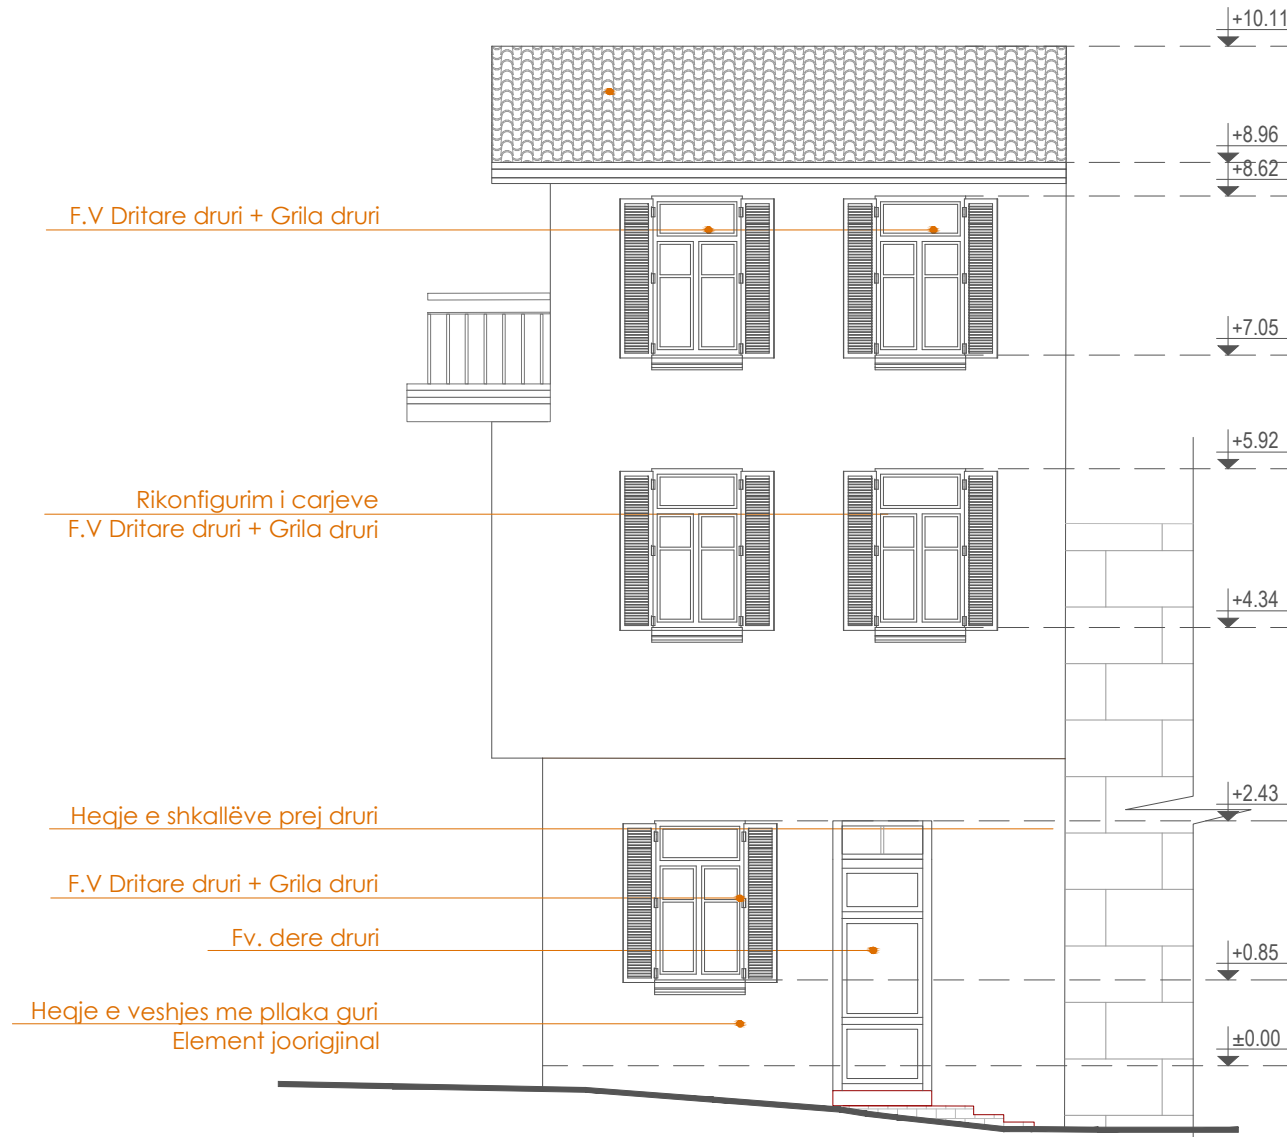 +10.11
+8.96
+8.62
F.V Dritare druri + Grila druri
+7.05
+5.92
Rikonfigurim i carjeve
F.V Dritare druri + Grila druri
+4.34
+2.43
Heqje e shkallëve prej druri
F.V Dritare druri + Grila druri
Fv. dere druri
+0.85
Heqje e veshjes me pllaka guri
Element joorigjinal
±0.00